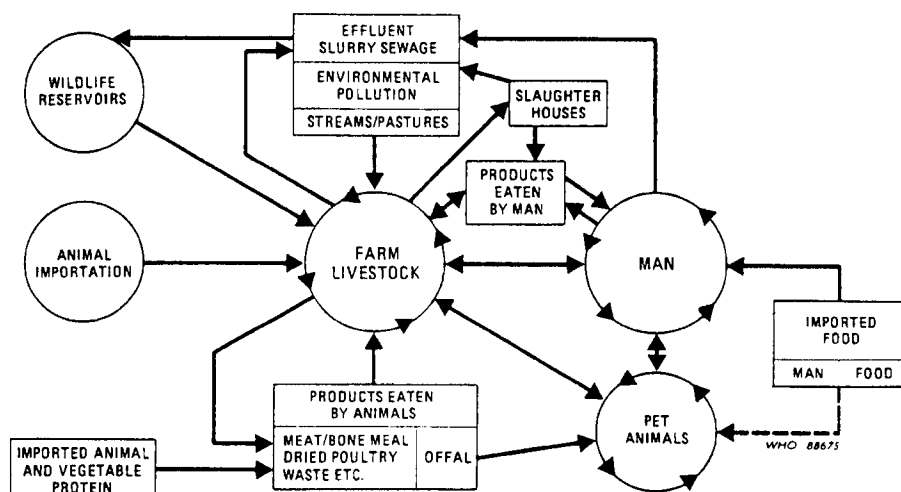 EFFLUENT
SLURRY SEWAGE
ENVIRONMENTAL
POLLUTION
STREAMS/PASTURES
WILDLIFE
RESERVOIRS
SLAUGHTER
HOUSES
PRODUCTS
EATEN
BY MAN
ANIMAL
IMPORTATION
FARM
LIVESTOCK
MAN
IMPORTED
FOOD
MAN FOOD
PRODUCTS EATEN
BY ANIMALS
MEAT/BONE MEAL
DRIED POULTRY
WASTE ETC.
OFFAL
PET
ANIMALS
WHO 88675
IMPORTED ANIMAL
AND VEGETABLE
PROTEIN